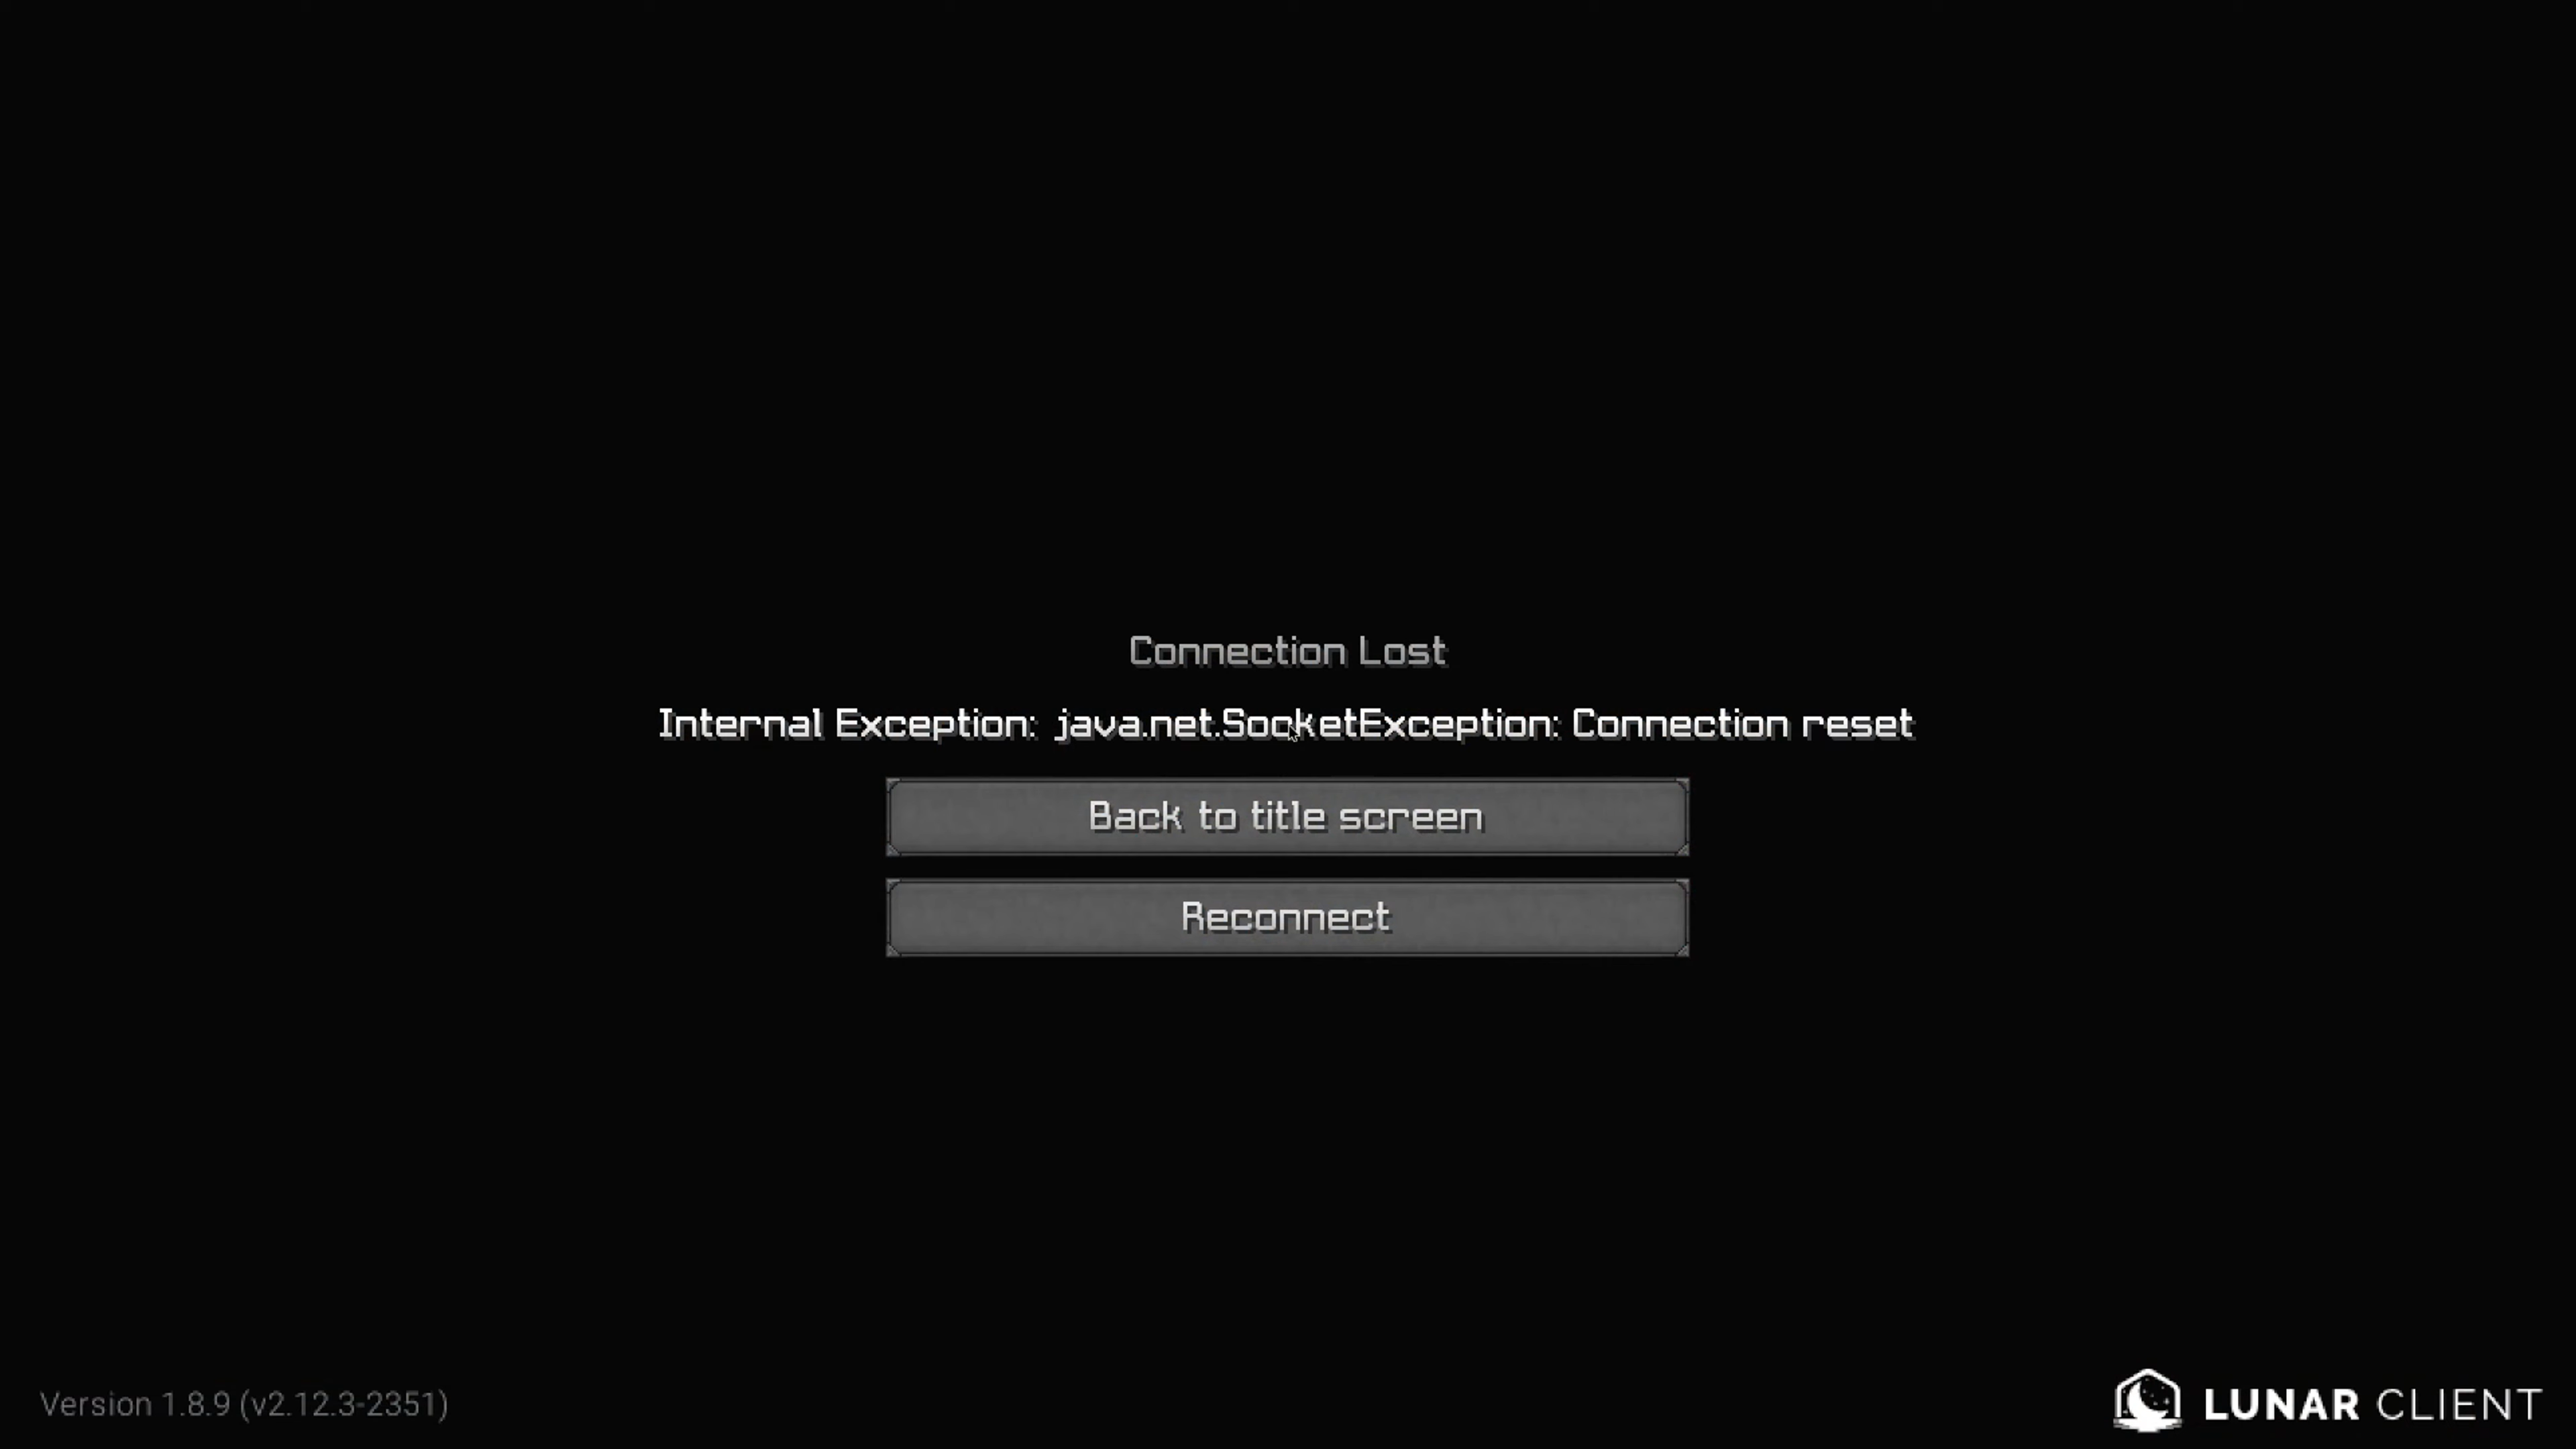 Connection Lost
Internal Exception: java.net.SocketException: Connection reset
Back to title screen
Reconnect
Version 1.8.9 (v2.12.3-2351)
LUNAR CLIENT